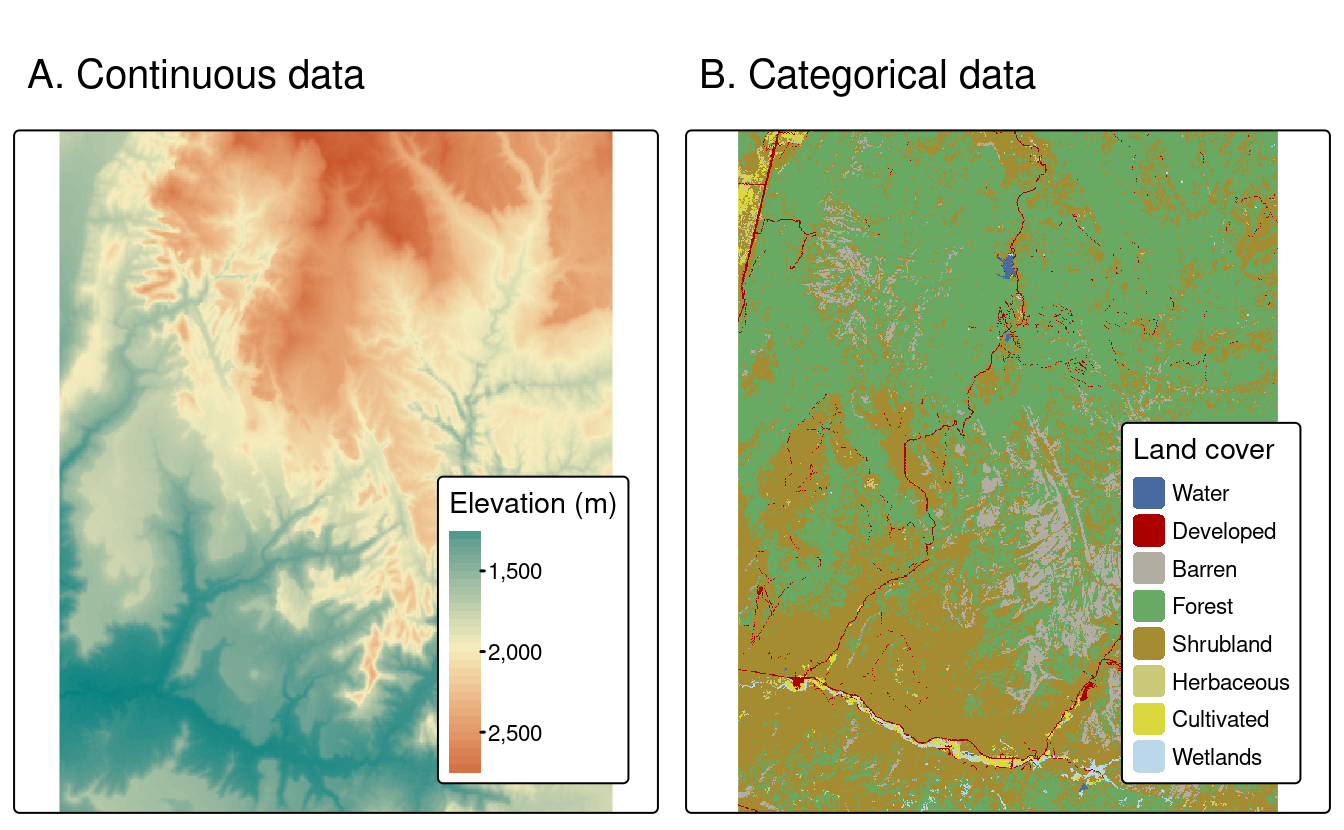 A. Continuous data
B. Categorical data
Elevation (m)
1,500
2,000
2,500
Land cover
Water
Developed
Barren
Forest
Shrubland
Herbaceous
Cultivated
Wetlands